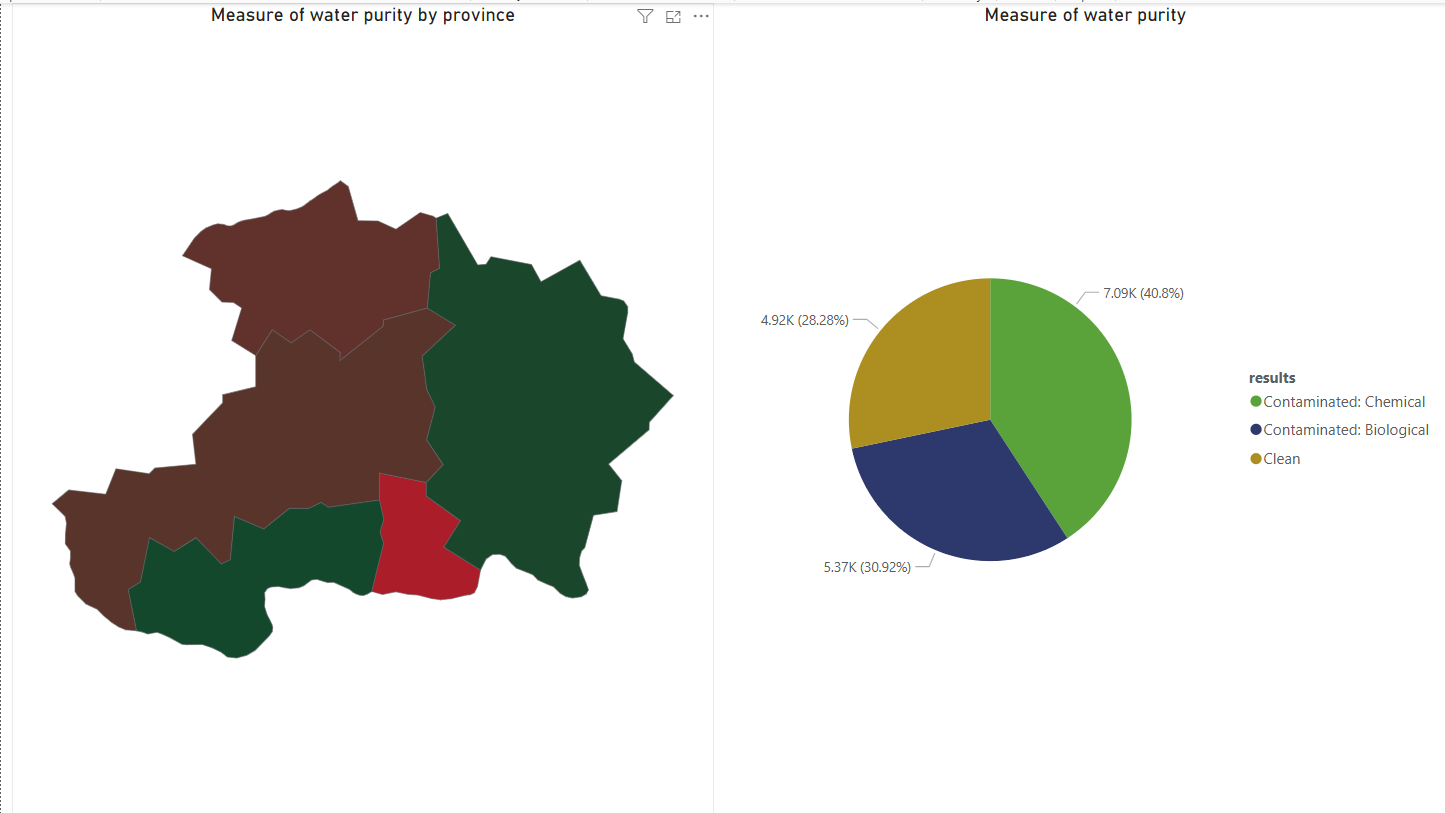 Measure of water purity by province
Measure of water purity
7.09K (40.8%)
4.92K (28.28%)
5.37K (30.92%)
results
Contaminated: Chemical
Contaminated: Biological
Clean